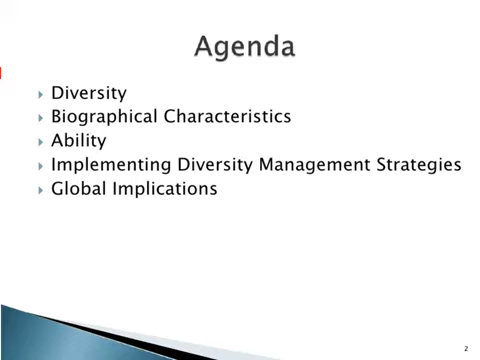 Agenda
Diversity
Biographical Characteristics
Ability
Implementing Diversity Management Strategies
Global Implications
2